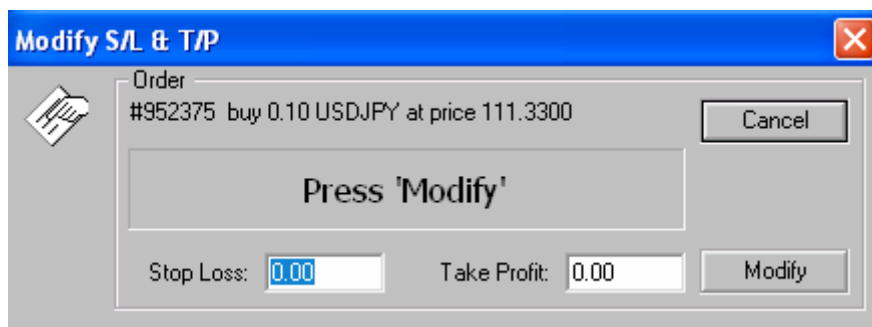 Modify S/L & T/P
Order
#952375 buy 0.10 USDJPY at price 111.3300
Cancel
Press 'Modify'
Stop Loss: 0.00 Take Profit: 0.00 Modify